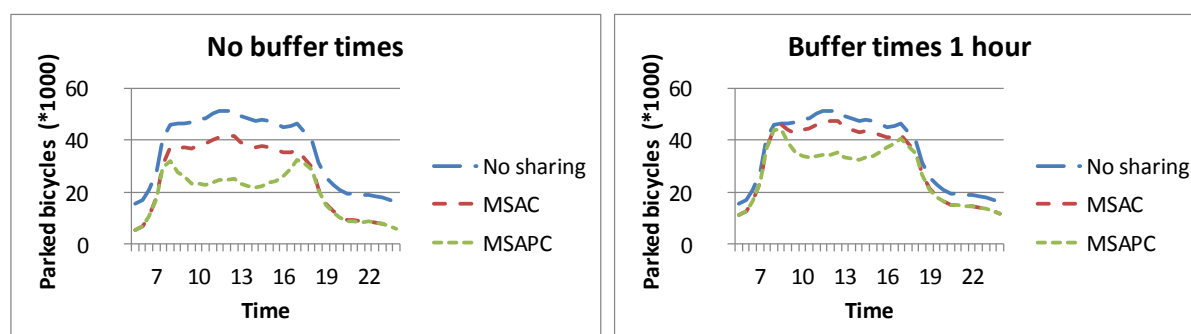 No buffer times
Parked bicycles (*1000)
60
40
20
0
7 10 13 16 19 22
Time
No sharing
MSAC
MSAPC
Buffer times 1 hour
Parked bicycles (*1000)
60
40
20
0
7 10 13 16 19 22
Time
No sharing
MSAC
MSAPC